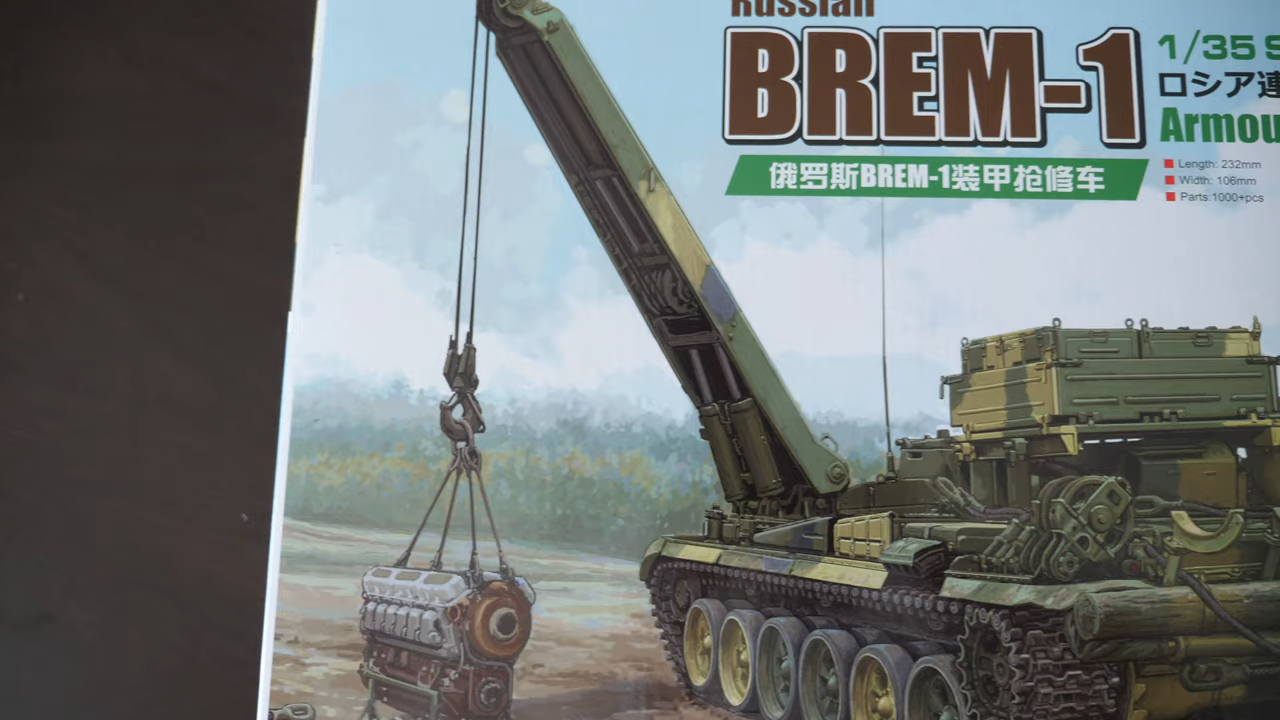 Russian
BREM-1
俄罗斯BREM-1装甲抢修车
1/35 S
ロシア連
Armou
Length: 232mm
Width: 106mm
Parts:1000+pcs